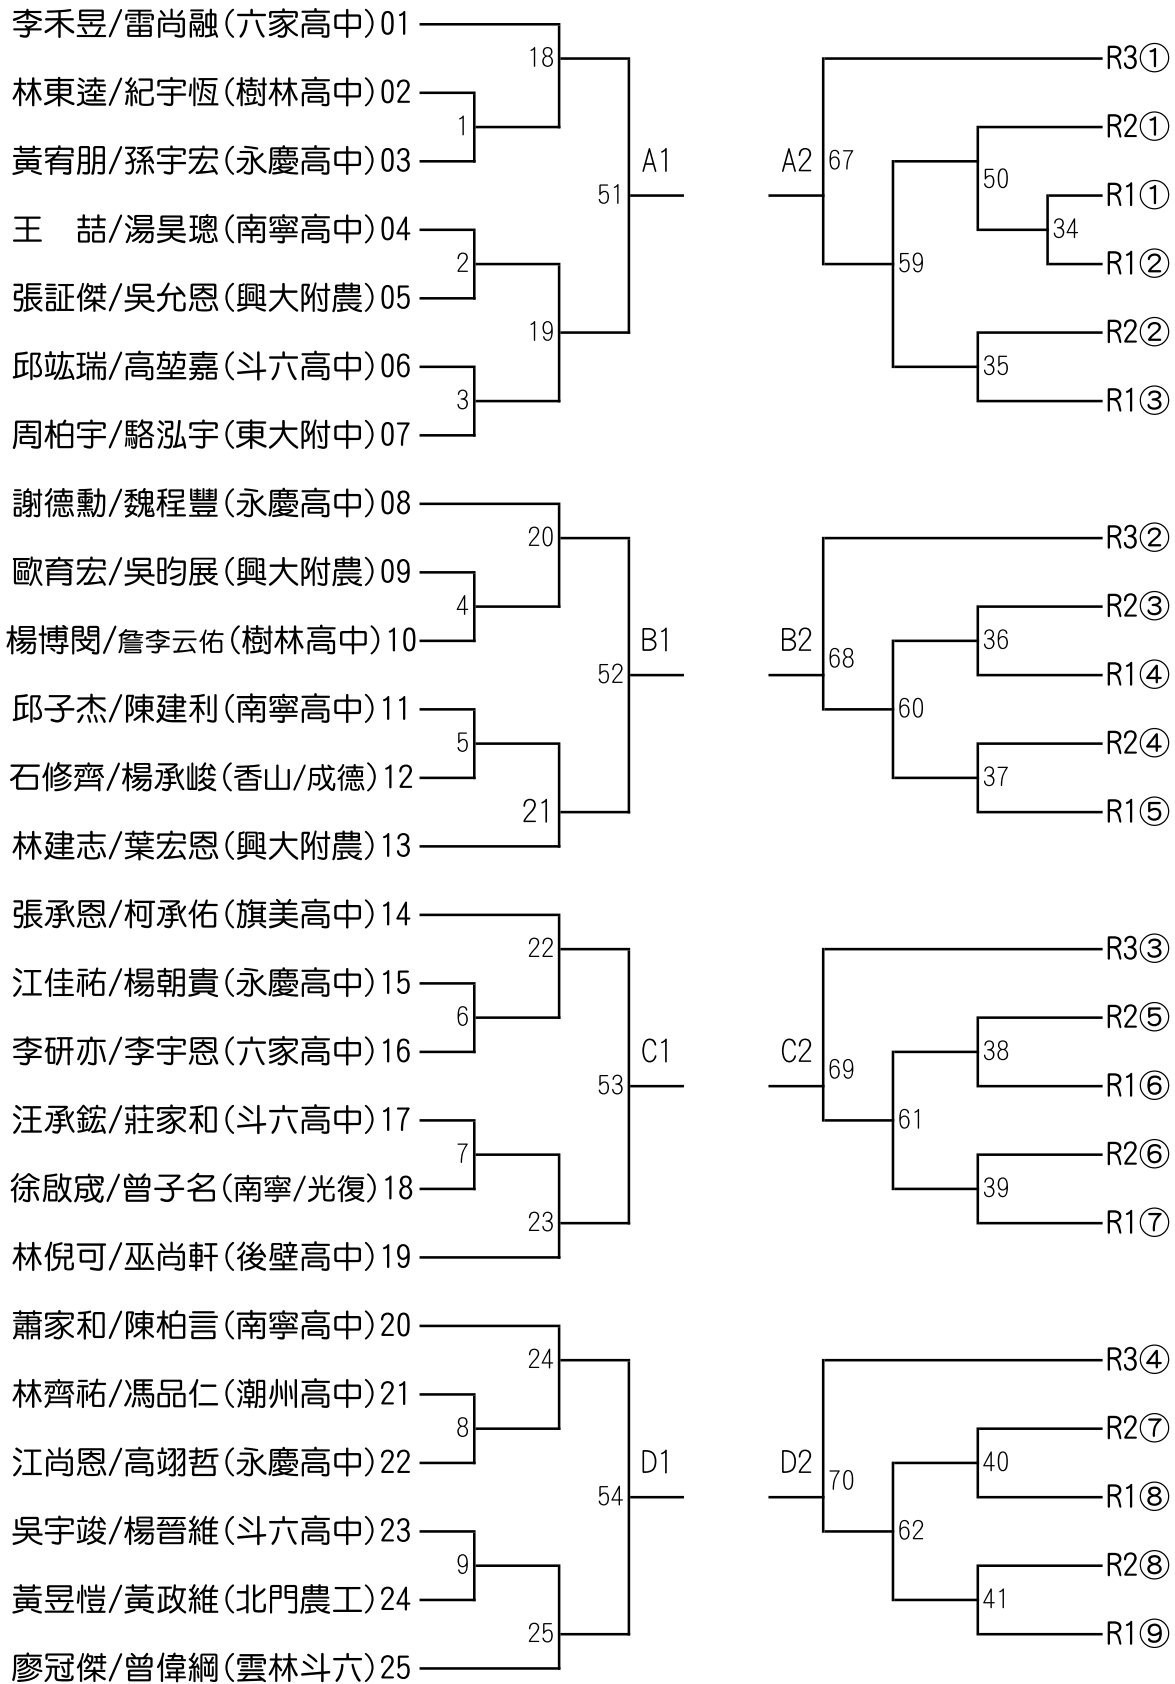 李禾昱/雷尚融(六家高中)01
18
R3①
林東逵/紀宇恆(樹林高中)02
1
R2①
黃宥朋/孫宇宏(永慶高中)03
A1
A2
67
50
51
R1①
王　喆/湯昊璁(南寧高中)04
34
2
59
R1②
張証傑/吳允恩(興大附農)05
19
R2②
邱竑瑞/高堃嘉(斗六高中)06
35
3
R1③
周柏宇/駱泓宇(東大附中)07
謝德勳/魏程豐(永慶高中)08
20
R3②
歐育宏/吳昀展(興大附農)09
4
R2③
楊博閔/詹李云佑(樹林高中)10
B1
B2
36
68
52
R1④
邱子杰/陳建利(南寧高中)11
60
5
R2④
石修齊/楊承峻(香山/成德)12
37
21
R1⑤
林建志/葉宏恩(興大附農)13
張承恩/柯承佑(旗美高中)14
22
R3③
江佳祐/楊朝貴(永慶高中)15
6
R2⑤
李研亦/李宇恩(六家高中)16
C1
C2
38
69
53
R1⑥
汪承鋐/莊家和(斗六高中)17
61
7
R2⑥
徐啟宬/曾子名(南寧/光復)18
39
23
R1⑦
林倪可/巫尚軒(後壁高中)19
蕭家和/陳柏言(南寧高中)20
24
R3④
林齊祐/馮品仁(潮州高中)21
8
R2⑦
江尚恩/高翊哲(永慶高中)22
D1
D2
40
70
54
R1⑧
吳宇竣/楊晉維(斗六高中)23
62
9
R2⑧
黃昱愷/黃政維(北門農工)24
41
25
R1⑨
廖冠傑/曾偉綱(雲林斗六)25